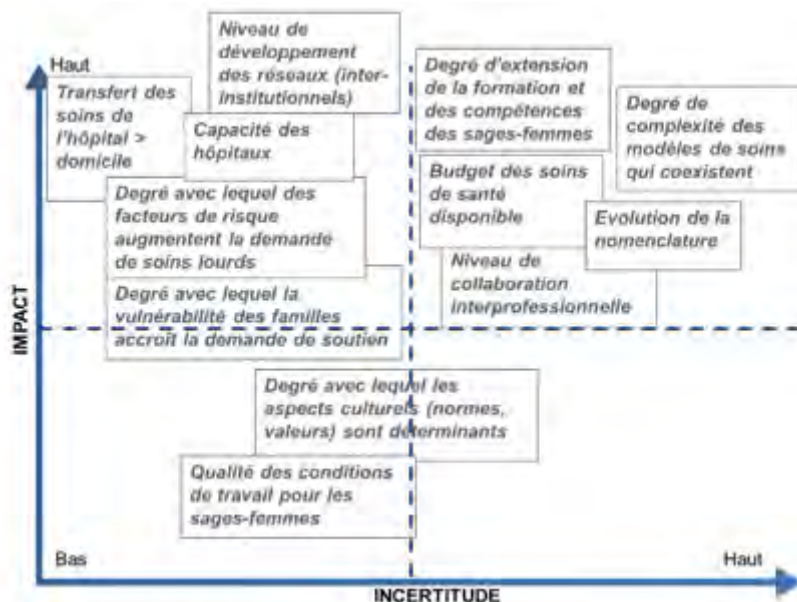 Haut
Niveau de
développement
des réseaux (inter-
institutionnels)
Transfert des
soins de
l'hôpital >
domicile
Capacité des
hôpitaux
Degré d'extension
de la formation et
des compétences
des sages-femmes
Degré de
complexité des
modèles de soins
qui coexistent
Degré avec lequel des
facteurs de risque
augmentent la demande
de soins lourds
Budget des soins
de santé
disponible
Evolution de la
nomenclature
Niveau de
collaboration
interprofessionnelle
Degré avec lequel la
vulnérabilité des familles
accroît la demande de soutien
IMPACT
Degré avec lequel les
aspects culturels (normes,
valeurs) sont déterminants
Qualité des conditions
de travail pour les
sages-femmes
Bas
Haut
INCERTITUDE